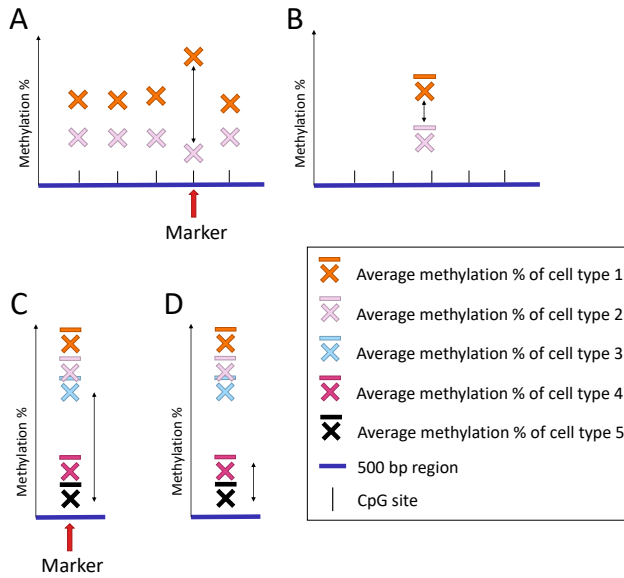 A
B
Methylation %
Methylation %
Marker
C
D
Methylation %
Methylation %
Marker
Average methylation % of cell type 1
Average methylation % of cell type 2
Average methylation % of cell type 3
Average methylation % of cell type 4
Average methylation % of cell type 5
500 bp region
CpG site